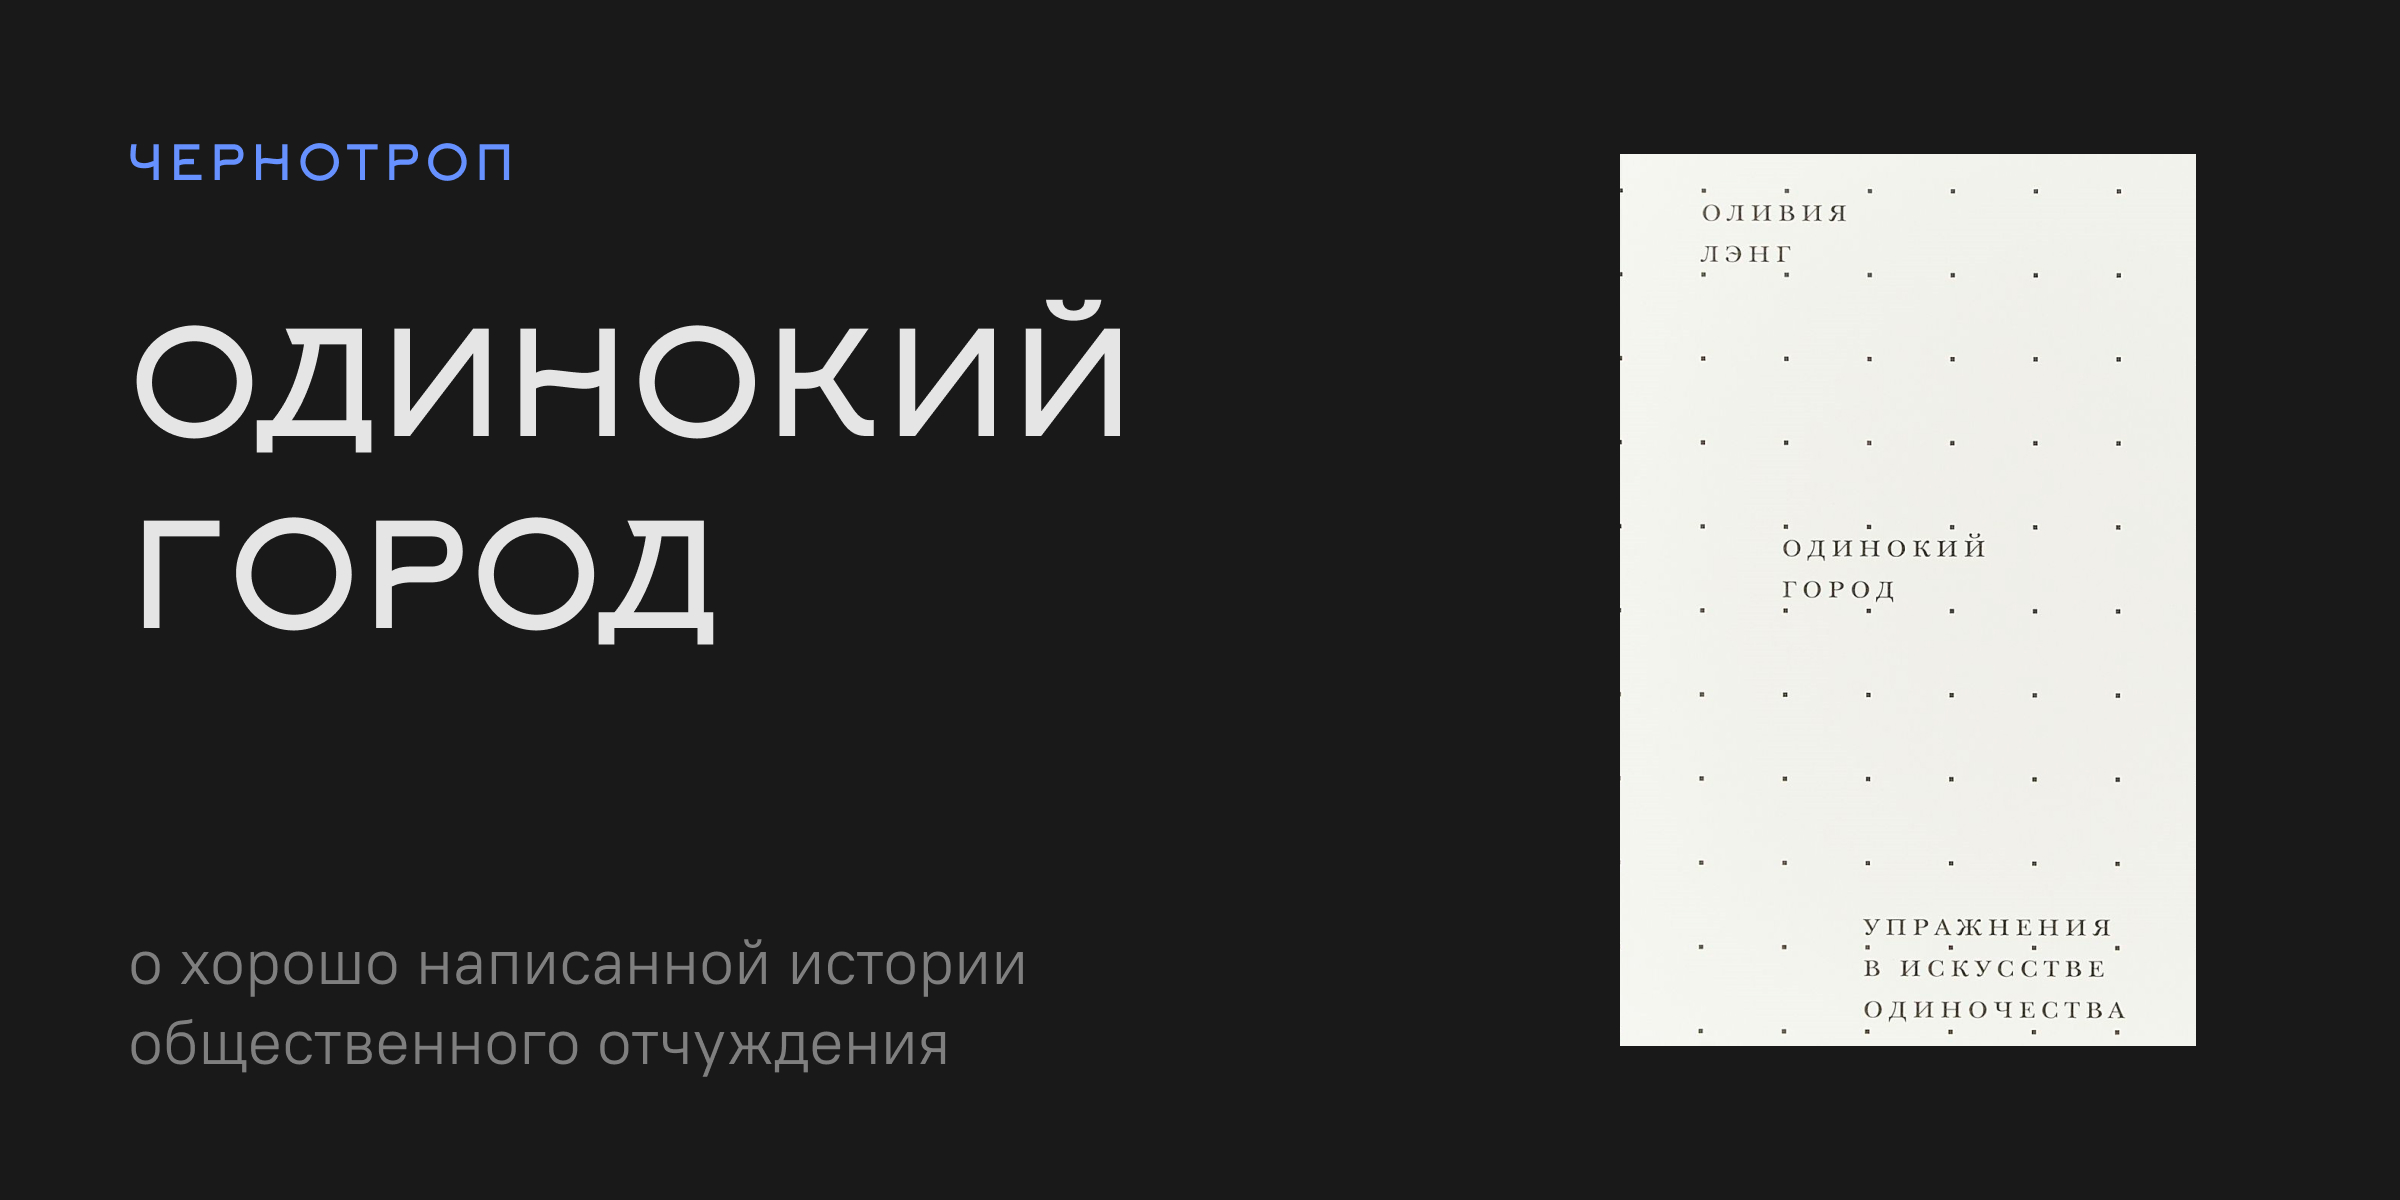 ЧЕРНОТРОП
ОДИНОКИЙ
ГОРОД
о хорошо написанной истории
общественного отчуждения
ОЛИВИЯ
ЛЭНГ
ОДИНОКИЙ
ГОРОД
УПРАЖНЕНИЯ
В ИСКУССТВЕ
ОДИНОЧЕСТВА